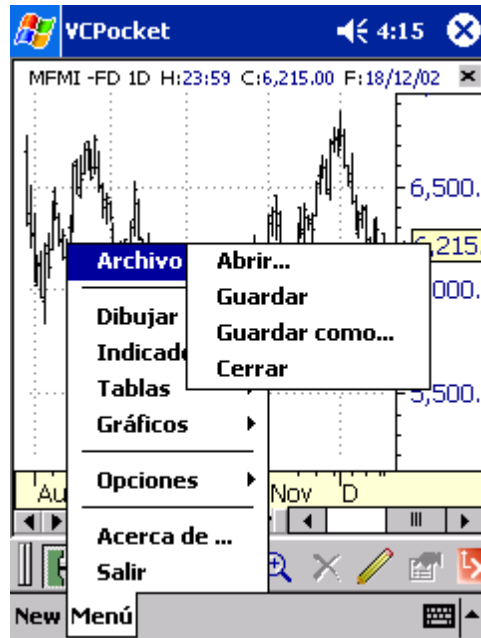 VCPocket 4:15
MFMI -FD 1D H:23:59 C:6,215.00 F:18/12/02
6,500.
6,215.
000.
5,500.
Archivo
Dibujar
Tablas
Gráficos
Opciones
Acerca de ...
Salir
Abrir...
Guardar
Guardar como...
Cerrar
Nov D
New Menú